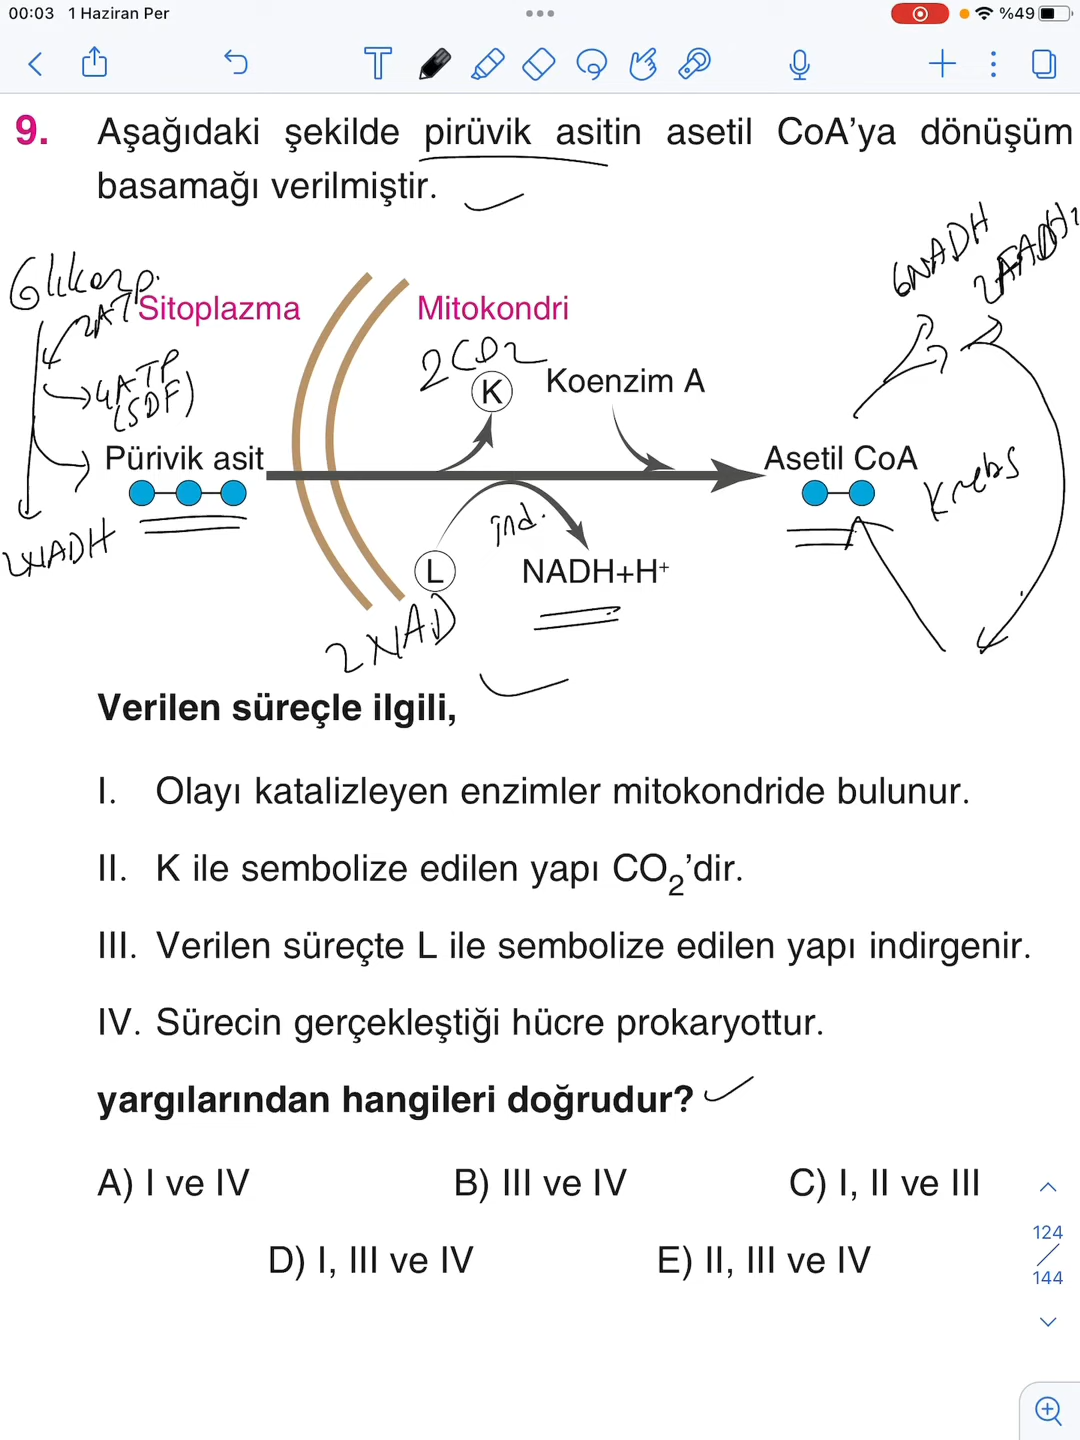 00:03 1 Haziran Per
%49
9. Aşağıdaki şekilde pirüvik asitin asetil CoA'ya dönüşüm
basamağı verilmiştir.
6NADH
2FADH2
Glikoz
2ATP
Sitoplazma
Mitokondri
4ATP
(SDF)
2CO2
K
Koenzim A
Pürivik asit
Asetil CoA
Krebs
ind.
2NADH
L
NADH+H+
2NAD
Verilen süreçle ilgili,
I. Olayı katalizleyen enzimler mitokondride bulunur.
II. K ile sembolize edilen yapı CO2'dir.
III. Verilen süreçte L ile sembolize edilen yapı indirgenir.
IV. Sürecin gerçekleştiği hücre prokaryottur.
yargılarından hangileri doğrudur?
A) I ve IV B) III ve IV C) I, II ve III
D) I, III ve IV E) II, III ve IV
124
144